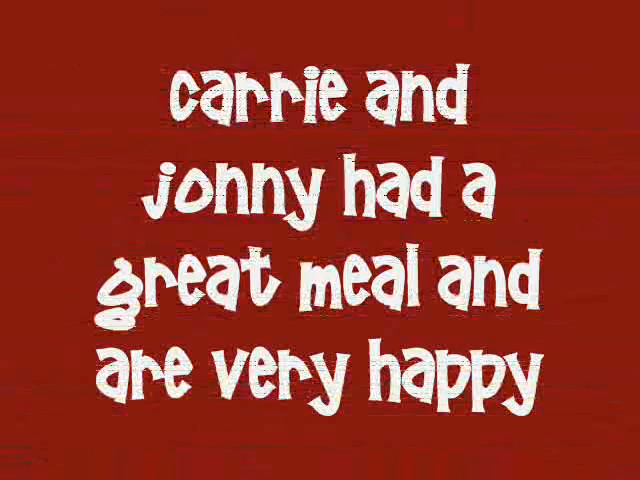 carrie and
jonny had a
great meal and
are very happy